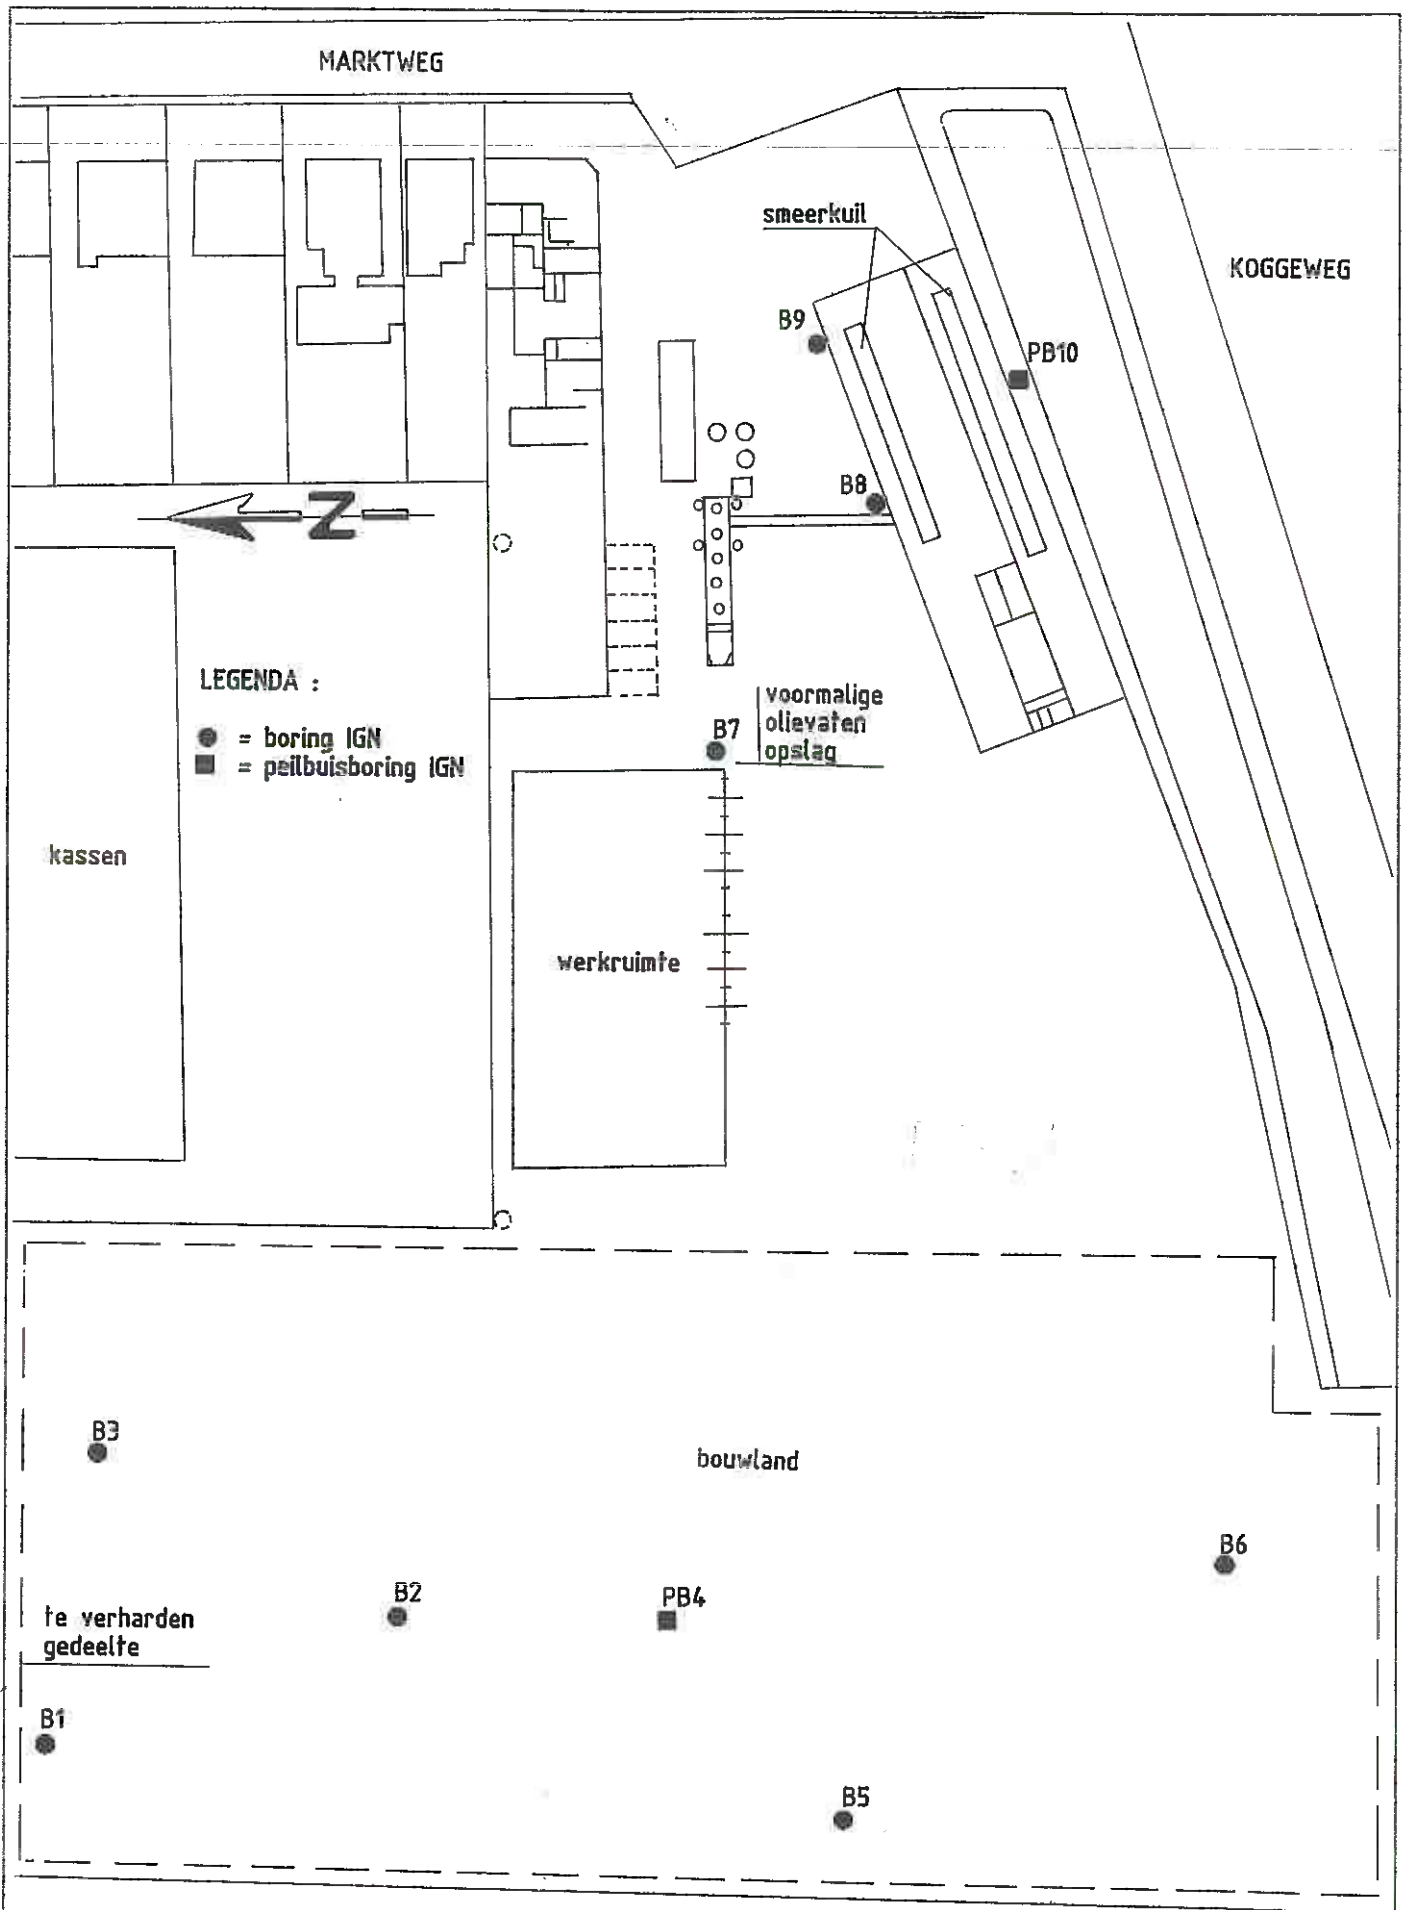 MARKTWEG
smeerkuil
KOGGEWEG
B9
PB10
B8
N
LEGENDA :
● = boring IGN
■ = peilbuisboring IGN
voormalige
olievaten
opslag
B7
kassen
werkruimte
B3
bouwland
B6
B2
PB4
te verharden
gedeelte
B1
B5